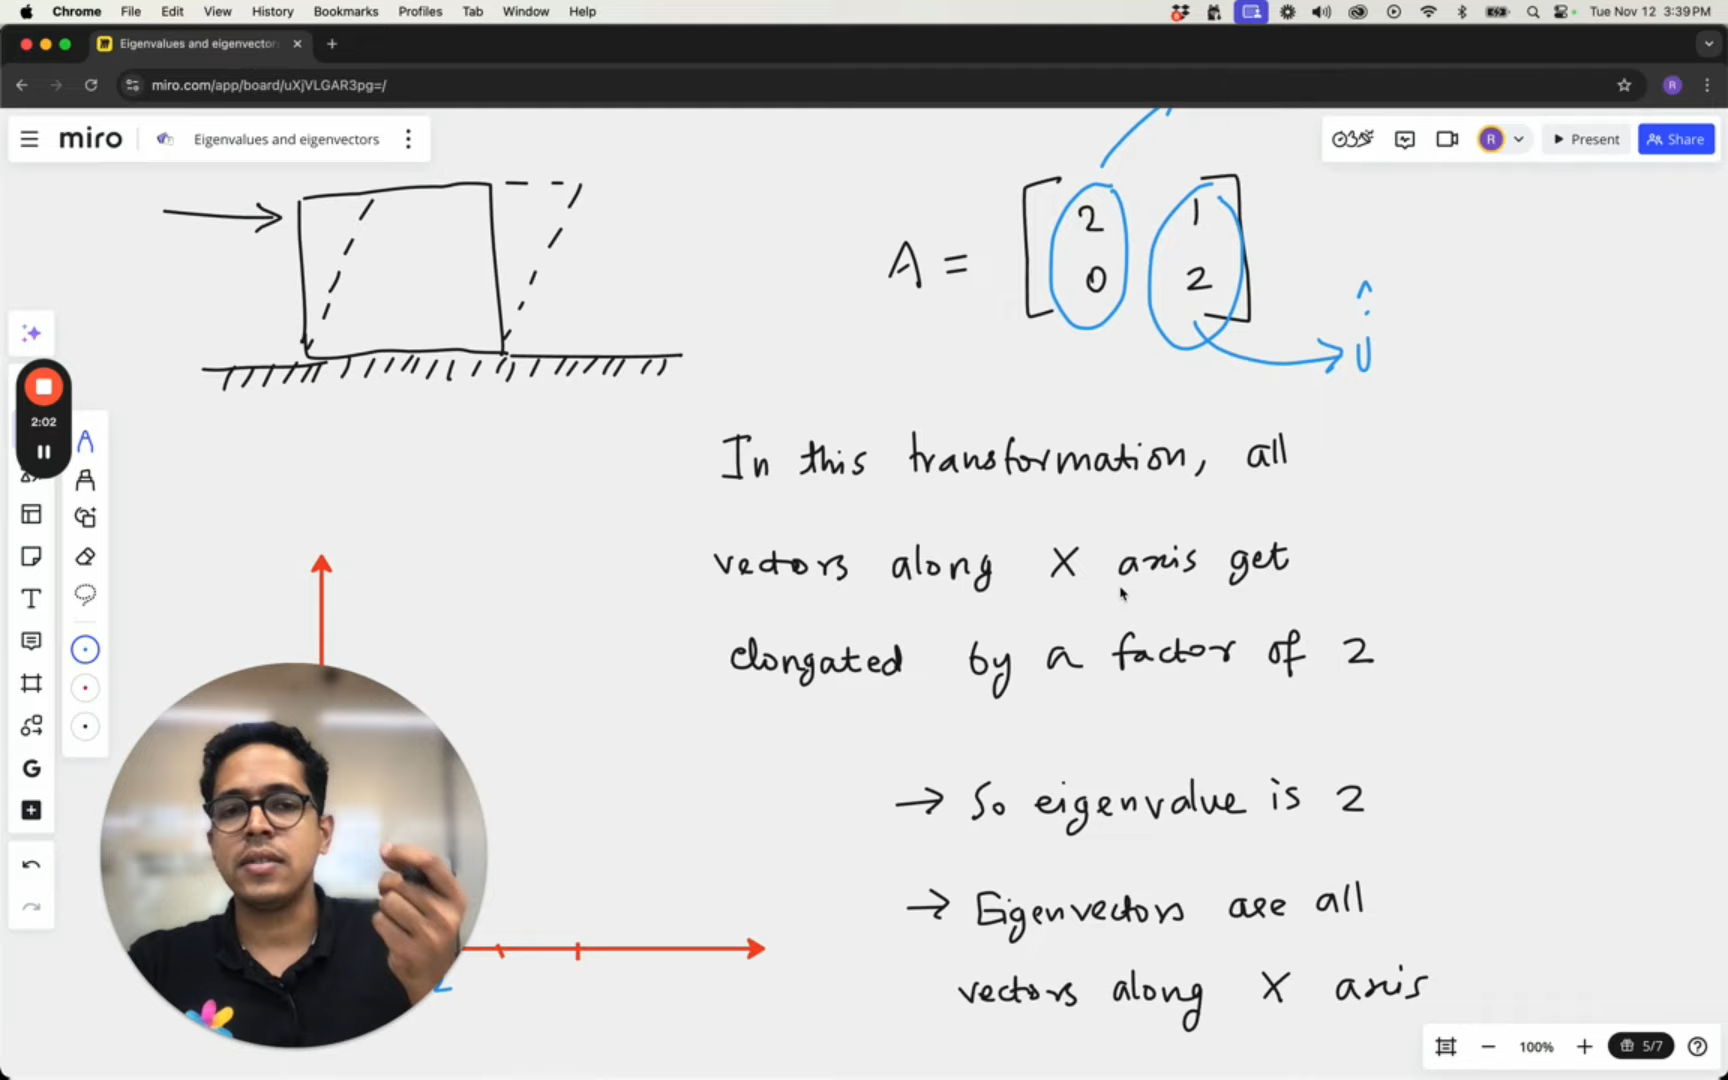 Chrome File Edit View History Bookmarks Profiles Tab Window Help
Tue Nov 12 3:39 PM
Eigenvalues and eigenvector
miro.com/app/board/uXjVLGAR3pg=/
R
miro
Eigenvalues and eigenvectors
R
Present
Share
A =
2 1
0 2
2:02
In this transformation, all
vectors along X axis get
elongated by a factor of 2
→ So eigenvalue is 2
→ Eigenvectors are all
vectors along X axis
T
G
100%
5/7